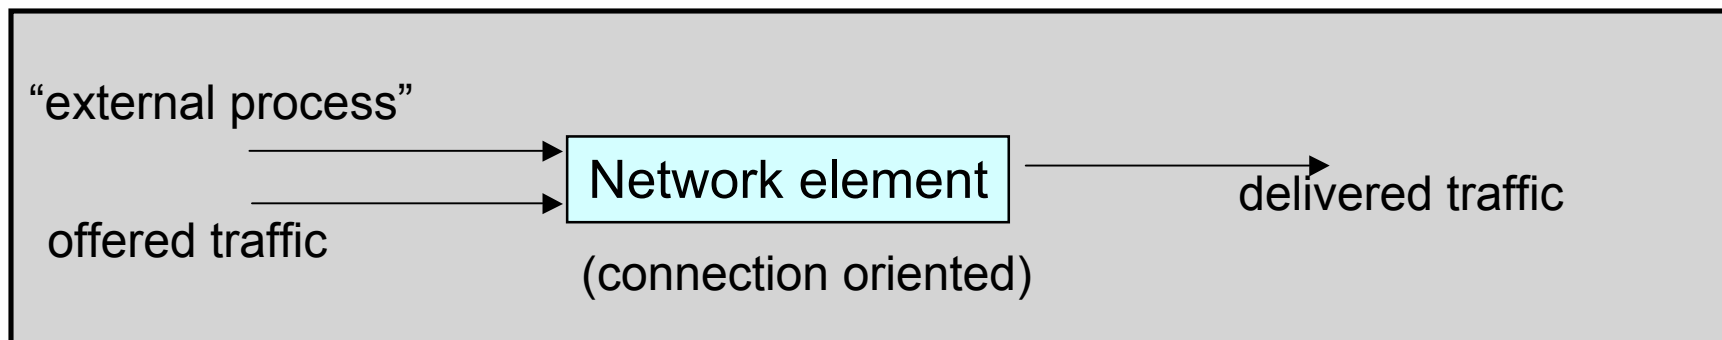 “external process”
Network element
delivered traffic
offered traffic
(connection oriented)